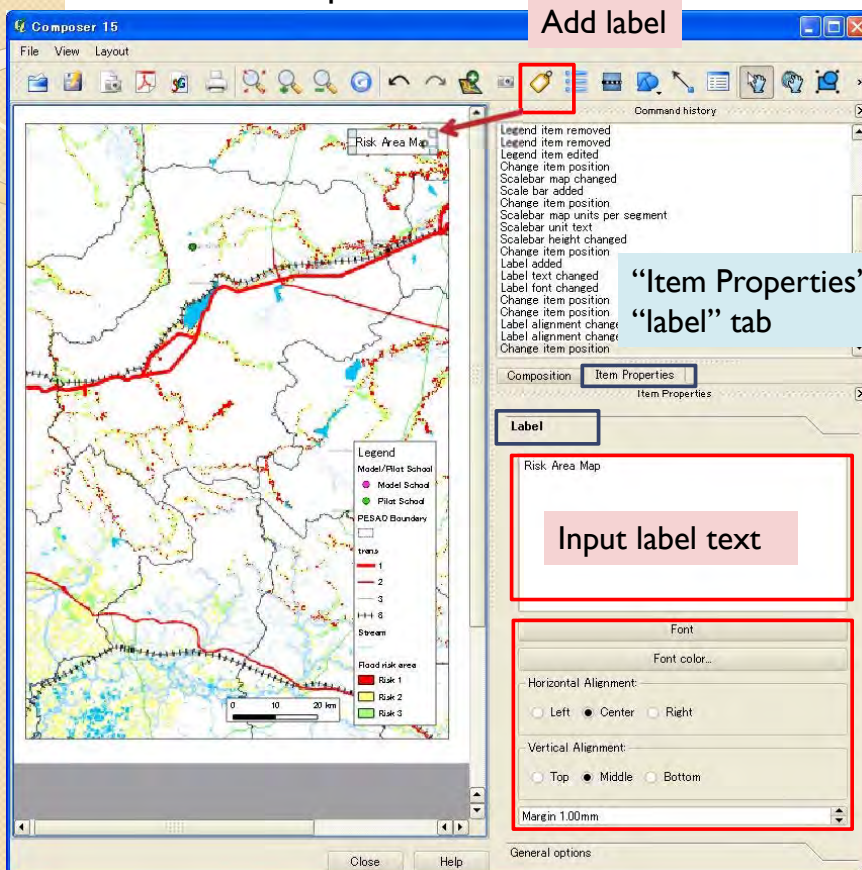 Add label
Composer 15
File View Layout
Command history
Legend item removed
Legend item removed
Legend item edited
Change item position
Scalebar map changed
Scale bar added
Change item position
Scalebar map units per segment
Scalebar unit text
Scalebar height changed
Change item position
Label added
Label text changed
Label font changed
Change item position
Change item position
Label alignment change
Label alignment change
Change item position
"Item Properties"
"label" tab
Composition Item Properties
Item Properties
Label
Risk Area Map
Input label text
Font
Font color...
Horizontal Alignment:
Left Center Right
Vertical Alignment:
Top Middle Bottom
Margin 1.00mm
General options
Risk Area Map
Legend
Model/Pilot School
Model School
Pilot School
PESAO Boundary
trans
1
2
3
6
Stream
Flood risk area
Risk 1
Risk 2
Risk 3
0 10 20 km
Close Help